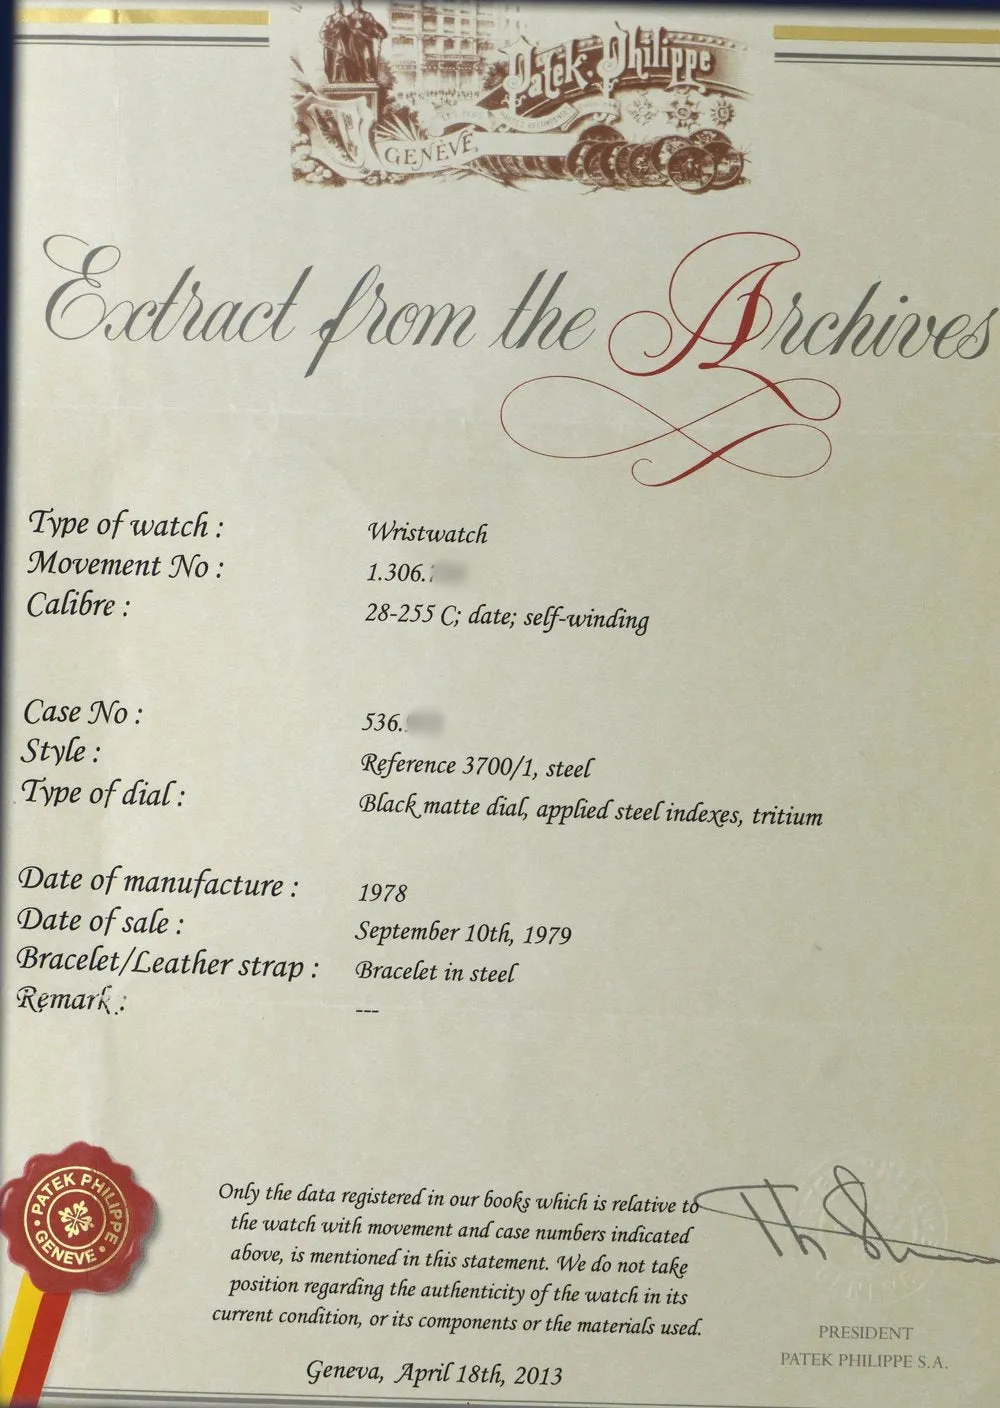 Patek. Philippe
GENÈVE.
Extract from the Archives
Type of watch : Wristwatch
Movement No : 1.306.
Calibre : 28-255 C; date; self-winding
Case No : 536.
Style : Reference 3700/1, steel
Type of dial : Black matte dial, applied steel indexes, tritium
Date of manufacture : 1978
Date of sale : September 10th, 1979
Bracelet/Leather strap : Bracelet in steel
Remark : ---
PATEK PHILIPPE
GENEVE
Only the data registered in our books which is relative to
the watch with movement and case numbers indicated
above, is mentioned in this statement. We do not take
position regarding the authenticity of the watch in its
current condition, or its components or the materials used.
Geneva, April 18th, 2013
PRESIDENT
PATEK PHILIPPE S.A.